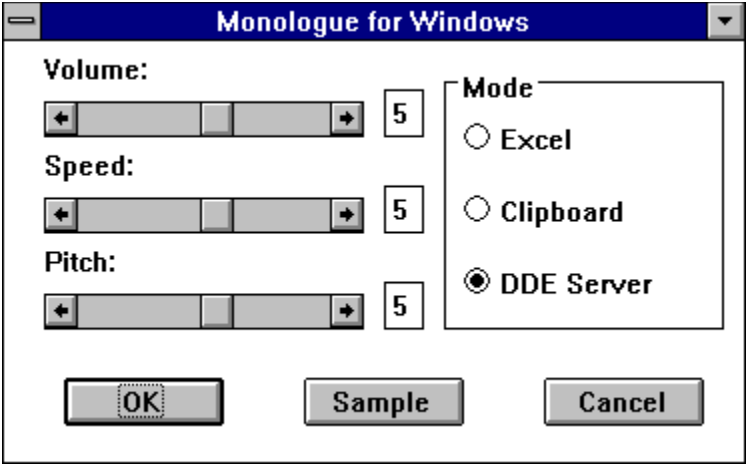 Monologue for Windows
Volume:
5
Speed:
5
Pitch:
5
Mode
Excel
Clipboard
DDE Server
OK
Sample
Cancel